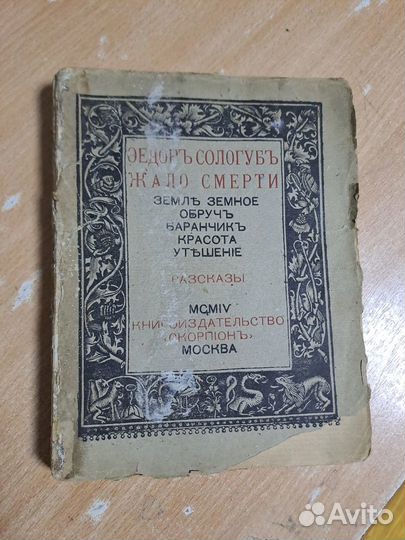 ѲЕДОРЪ СОЛОГУБЪ
ЖАЛО СМЕРТИ
ЗЕМЛѢ ЗЕМНОЕ
ОБРУЧЪ
БАРАНЧИКЪ
КРАСОТА
УТѢШЕНІЕ
РАЗСКАЗЫ
MCMIV
КНИГОИЗДАТЕЛЬСТВО
«СКОРПІОНЪ»
МОСКВА
Avito